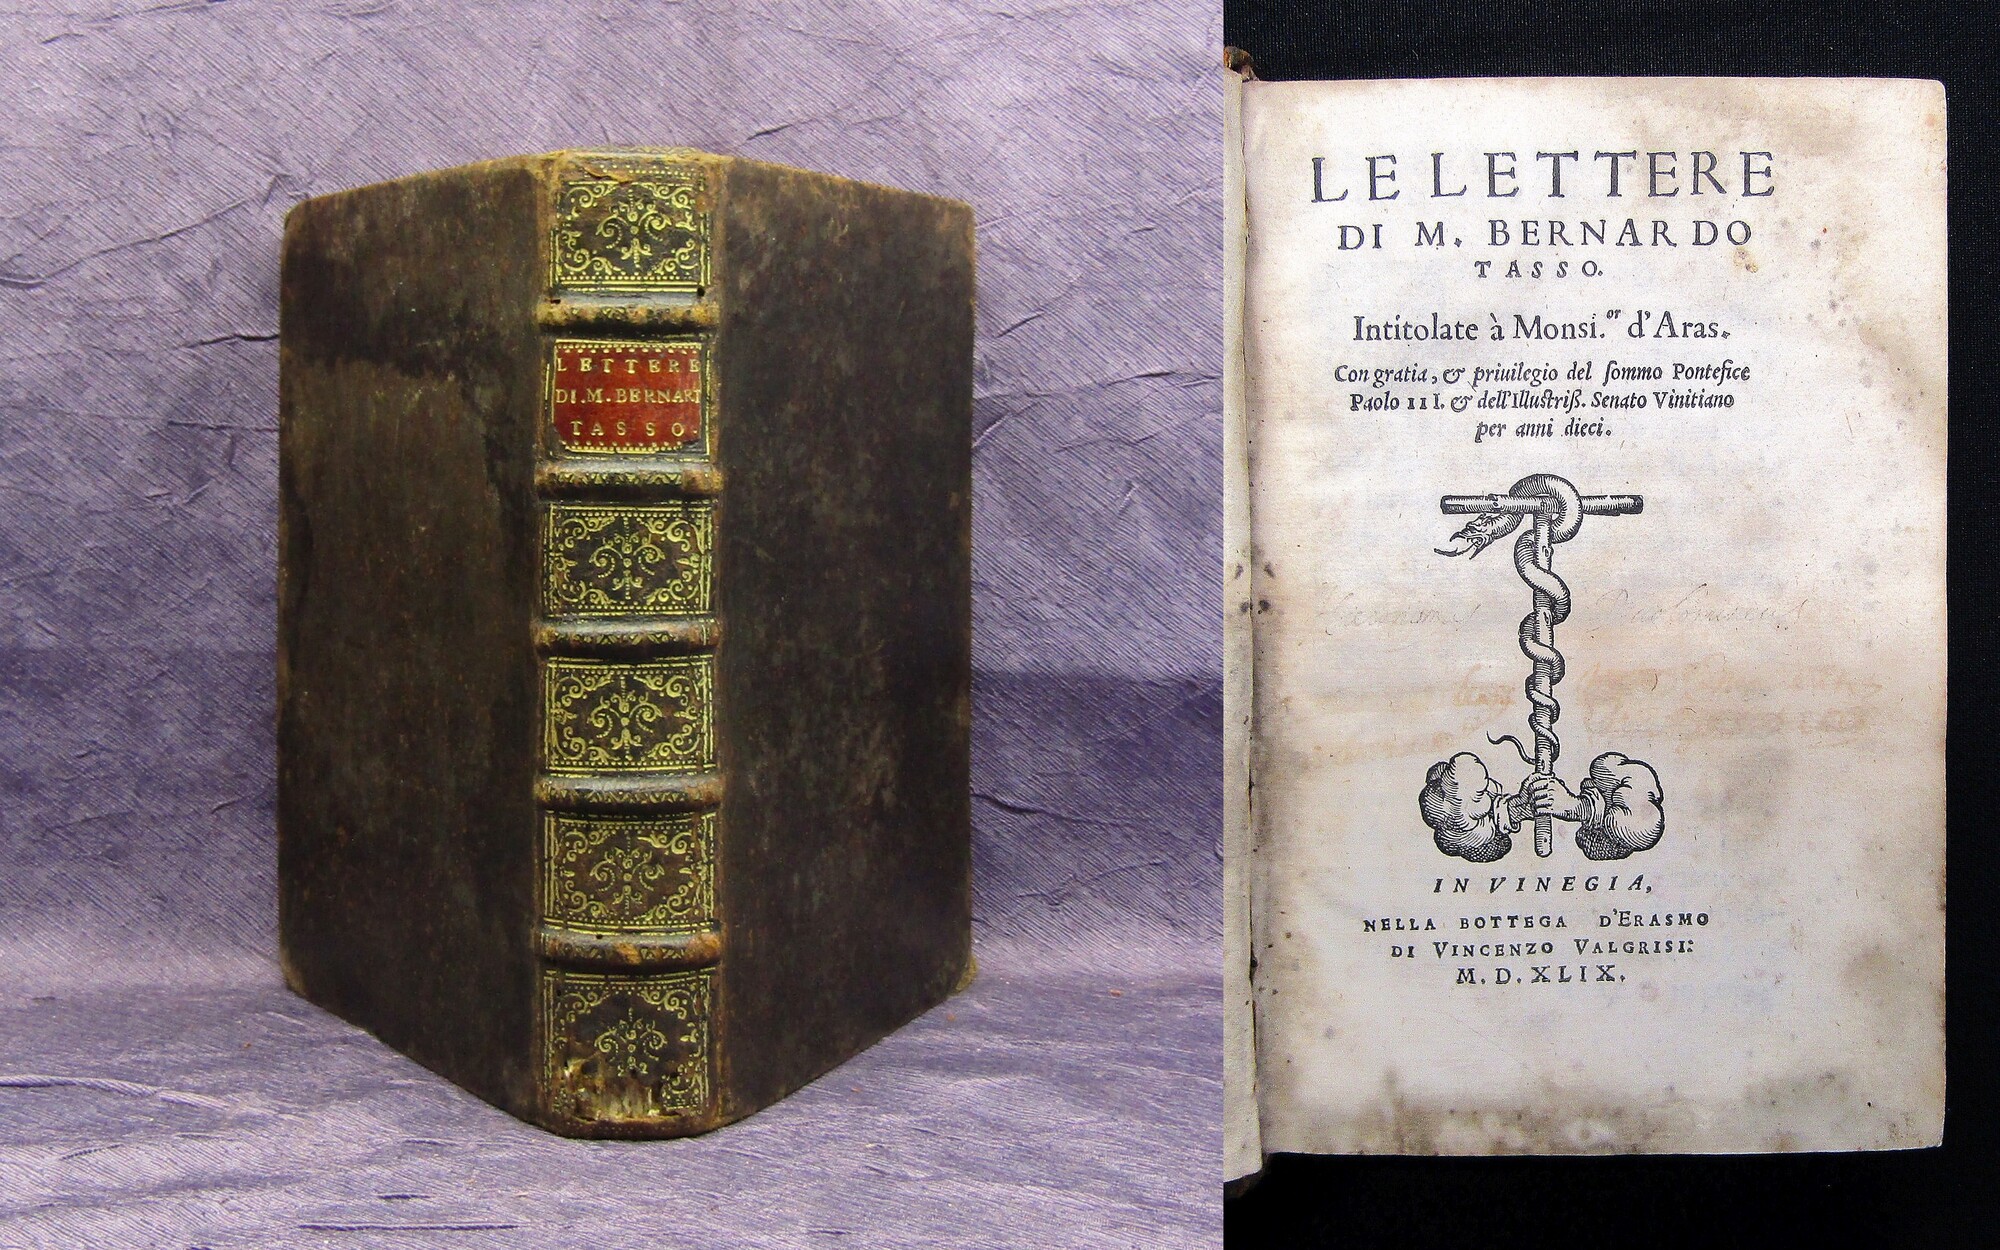 LETTERE
DI.M.BERNART
TASSO
LE LETTERE
DI M. BERNARDO
TASSO.
Intitolate à Monsi.or d'Aras.
Con gratia, & priuilegio del ſommo Pontefice
Paolo III. & dell'Illuſtriß. Senato Vinitiano
per anni dieci.
IN VINEGIA,
NELLA BOTTEGA D'ERASMO
DI VINCENZO VALGRISI:
M. D. XLIX.